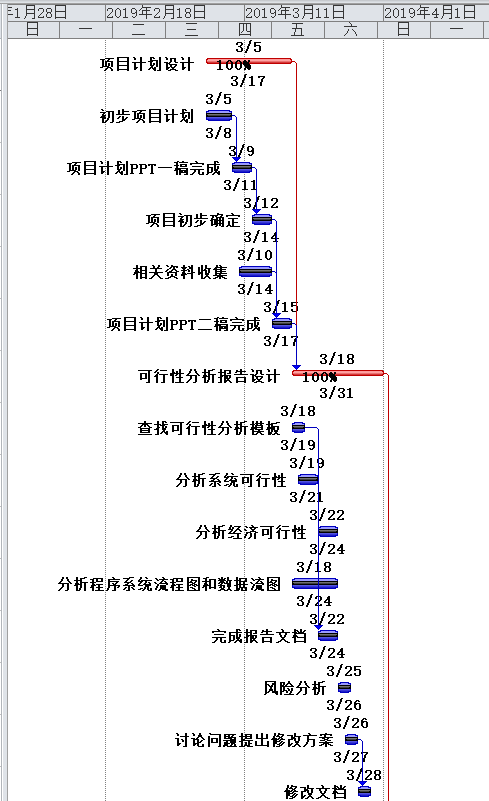 年1月28日 2019年2月18日 2019年3月11日 2019年4月1日
日 一 二 三 四 五 六 日 一
3/5
项目计划设计 100%
3/17
3/5
初步项目计划
3/8
3/9
项目计划PPT一稿完成
3/11
3/12
项目初步确定
3/14
3/10
相关资料收集
3/14
3/15
项目计划PPT二稿完成
3/17
3/18
可行性分析报告设计 100%
3/31
3/18
查找可行性分析模板
3/19
3/19
分析系统可行性
3/21
3/22
分析经济可行性
3/24
3/18
分析程序系统流程图和数据流图
3/24
3/22
完成报告文档
3/24
3/25
风险分析
3/26
3/26
讨论问题提出修改方案
3/27
3/28
修改文档